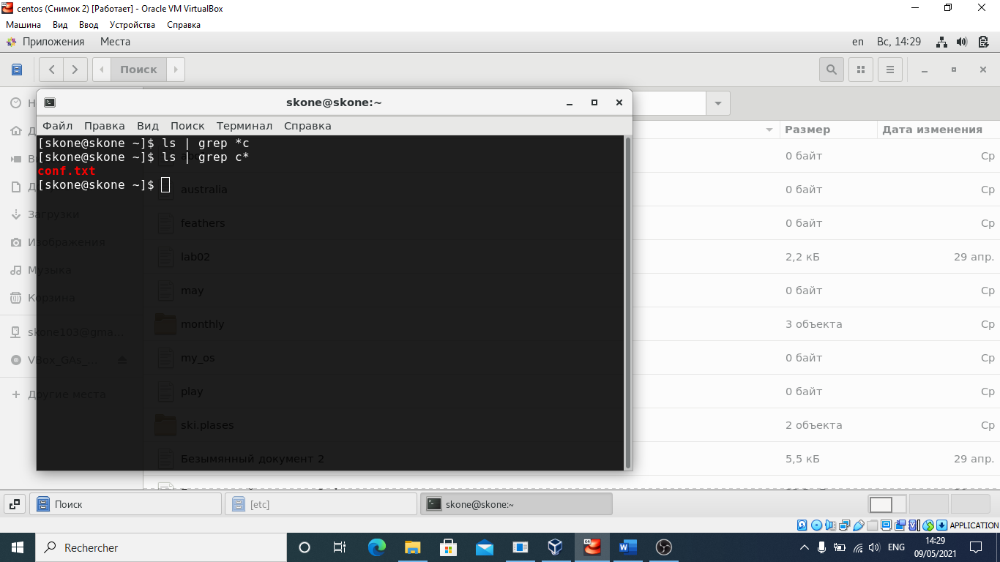 centos (Снимок 2) [Работает] - Oracle VM VirtualBox
Машина Вид Ввод Устройства Справка
Приложения Места en Вс, 14:29
Поиск
skone@skone:~
Файл Правка Вид Поиск Терминал Справка
Размер Дата изменения
[skone@skone ~]$ ls | grep *c
[skone@skone ~]$ ls | grep c*
conf.txt
[skone@skone ~]$
0 байт Ср
australia 0 байт Ср
Загрузки
feathers 0 байт Ср
Изображения
lab02 2,2 кБ 29 апр.
Музыка
may 0 байт Ср
Корзина
monthly 3 объекта Ср
skone103@gma...
my_os 0 байт Ср
VBox_GAs_...
play 0 байт Ср
Другие места
ski.plases 2 объекта Ср
Безымянный документ 2 5,5 кБ 29 апр.
Поиск [etc] skone@skone:~
APPLICATION
Rechercher ENG 14:29
09/05/2021